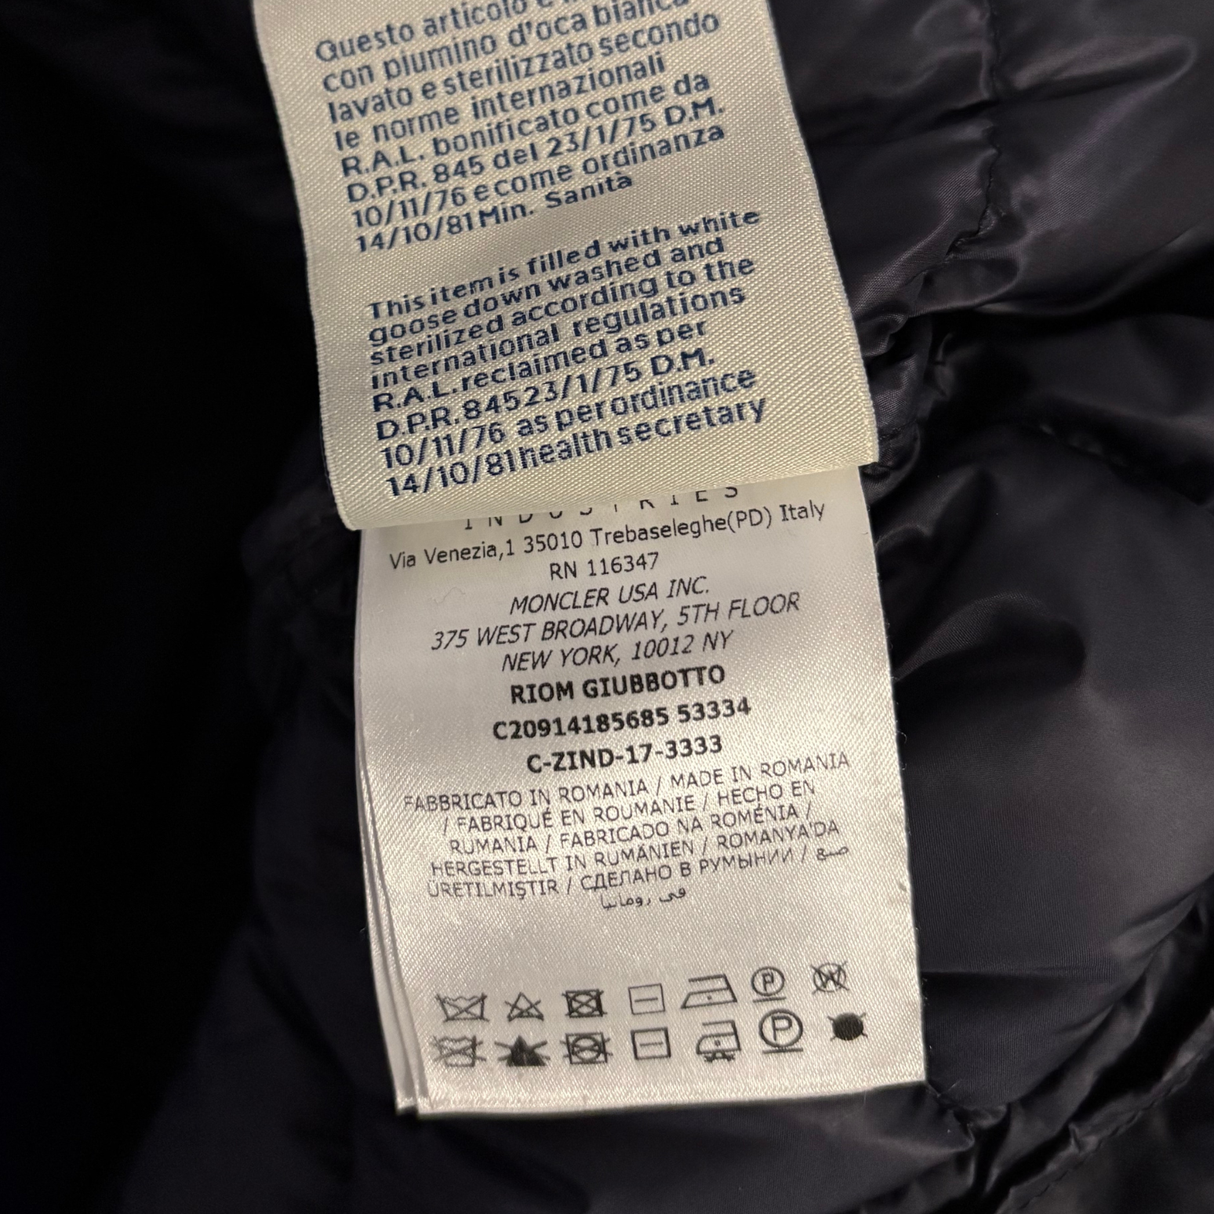 Questo articolo è
con piumino d'oca bianca
lavato e sterilizzato secondo
le norme internazionali
R.A.L. bonificato come da
D.P.R. 845 del 23/1/75 D.M.
10/11/76 e come ordinanza
14/10/81 Min. Sanità
This item is filled with white
goose down washed and
sterilized according to the
international regulations
R.A.L. reclaimed as per
D.P.R. 845 23/1/75 D.M.
10/11/76 as per ordinance
14/10/81 health secretary
INDUSTRIES
Via Venezia,1 35010 Trebaseleghe(PD) Italy
RN 116347
MONCLER USA INC.
375 WEST BROADWAY, 5TH FLOOR
NEW YORK, 10012 NY
RIOM GIUBBOTTO
C20914185685 53334
C-ZIND-17-3333
FABBRICATO IN ROMANIA / MADE IN ROMANIA
/ FABRIQUÉ EN ROUMANIE / HECHO EN
RUMANIA / FABRICADO NA ROMÉNIA /
HERGESTELLT IN RUMÄNIEN / ROMANYA'DA
ÜRETILMIŞTIR / СДЕЛАНО В РУМЫНИИ / صنع
في رومانيا
P W
P